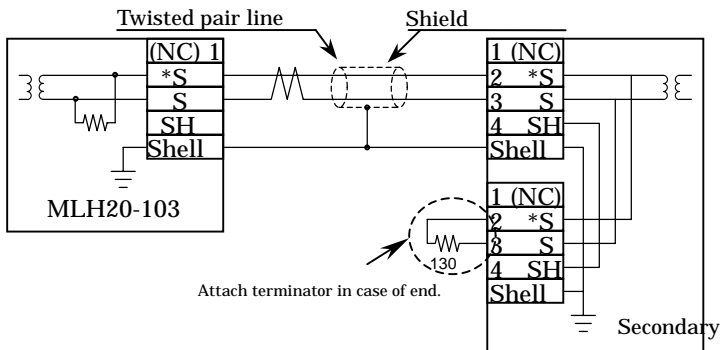 Twisted pair line
Shield
(NC) 1
*S
S
SH
Shell
MLH20-103
1 (NC)
2 *S
3 S
4 SH
Shell
1 (NC)
2 *S
3 S
4 SH
Shell
130
Attach terminator in case of end.
Secondary